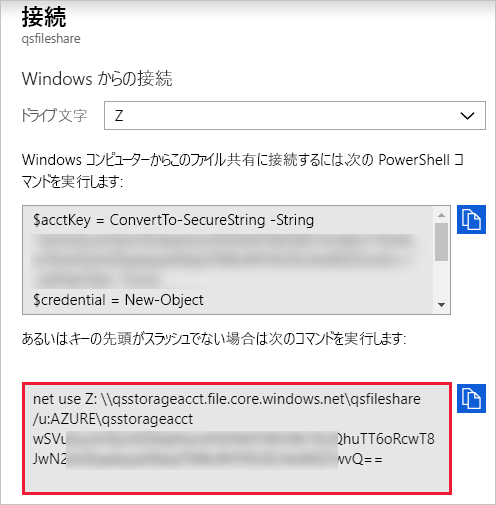 接続
qsfileshare
Windows からの接続
ドライブ文字
Z
Windows コンピューターからこのファイル共有に接続するには、次の PowerShell コ
マンドを実行します:
$acctKey = ConvertTo-SecureString -String
$credential = New-Object
あるいは、キーの先頭がスラッシュでない場合は次のコマンドを実行します:
net use Z: \\qsstorageacct.file.core.windows.net\qsfileshare
/u:AZURE\qsstorageacct
wSVu QhuTT6oRcwT8
JwN2 wvQ==